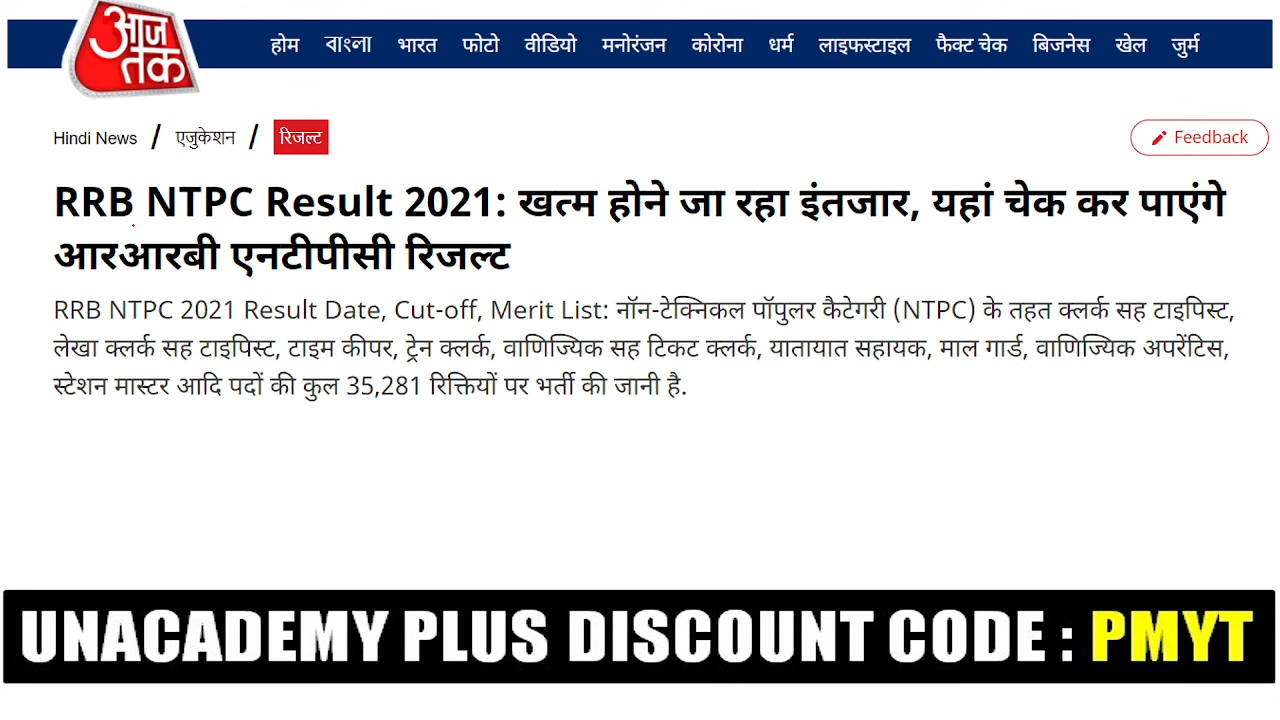 आज
तक
होम বাংলা भारत फोटो वीडियो मनोरंजन कोरोना धर्म लाइफस्टाइल फैक्ट चेक बिजनेस खेल जुर्म
Hindi News / एजुकेशन / रिजल्ट
Feedback
RRB NTPC Result 2021: खत्म होने जा रहा इंतजार, यहां चेक कर पाएंगे
आरआरबी एनटीपीसी रिजल्ट
RRB NTPC 2021 Result Date, Cut-off, Merit List: नॉन-टेक्निकल पॉपुलर कैटेगरी (NTPC) के तहत क्लर्क सह टाइपिस्ट,
लेखा क्लर्क सह टाइपिस्ट, टाइम कीपर, ट्रेन क्लर्क, वाणिज्यिक सह टिकट क्लर्क, यातायात सहायक, माल गार्ड, वाणिज्यिक अपरेंटिस,
स्टेशन मास्टर आदि पदों की कुल 35,281 रिक्तियों पर भर्ती की जानी है.
UNACADEMY PLUS DISCOUNT CODE : PMYT